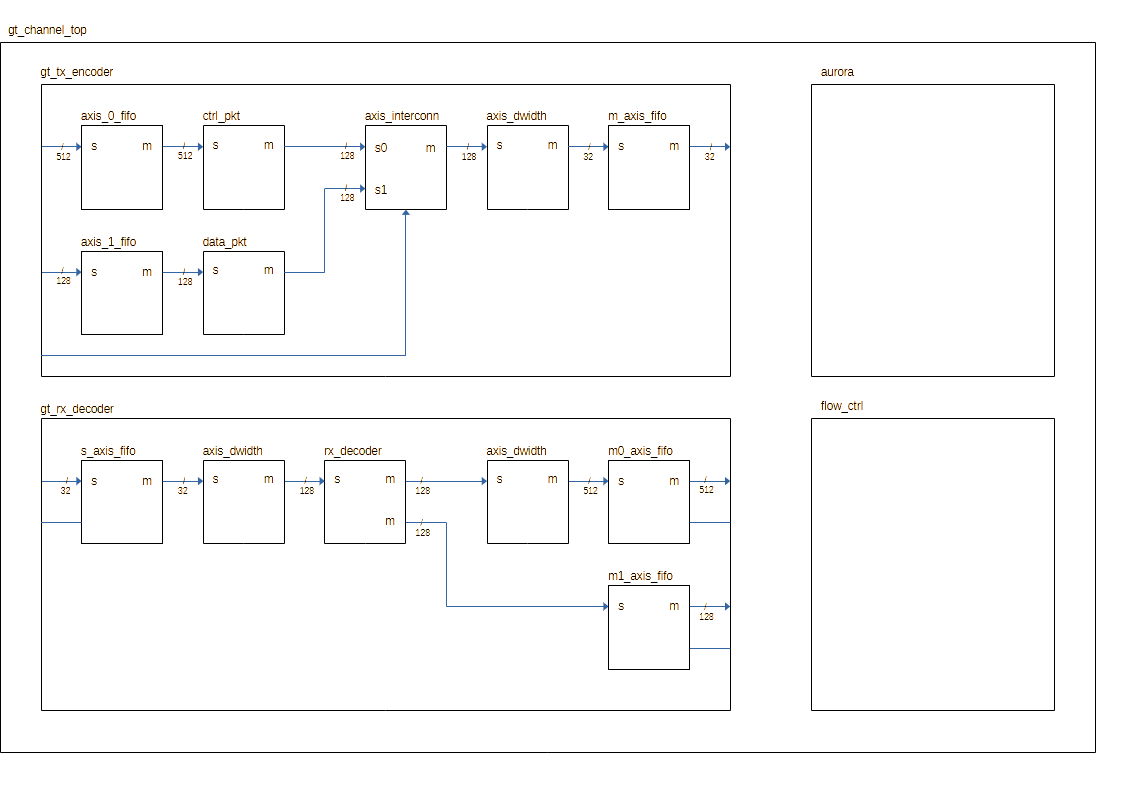 gt_channel_top
gt_tx_encoder
aurora
axis_0_fifo ctrl_pkt axis_interconn axis_dwidth m_axis_fifo
s m s m s0 m s m s m
512 512 128 128 32 32
s1
128
axis_1_fifo data_pkt
s m s m
128 128
gt_rx_decoder
flow_ctrl
s_axis_fifo axis_dwidth rx_decoder axis_dwidth m0_axis_fifo
s m s m s m s m s m
32 32 128 128 512 512
m
128
m1_axis_fifo
s m
128